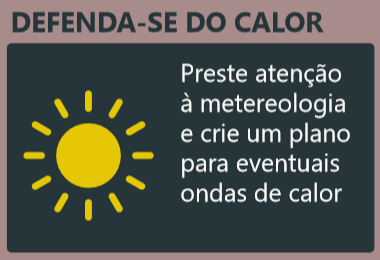 DEFENDA-SE DO CALOR
Preste atenção
à metereologia
e crie um plano
para eventuais
ondas de calor